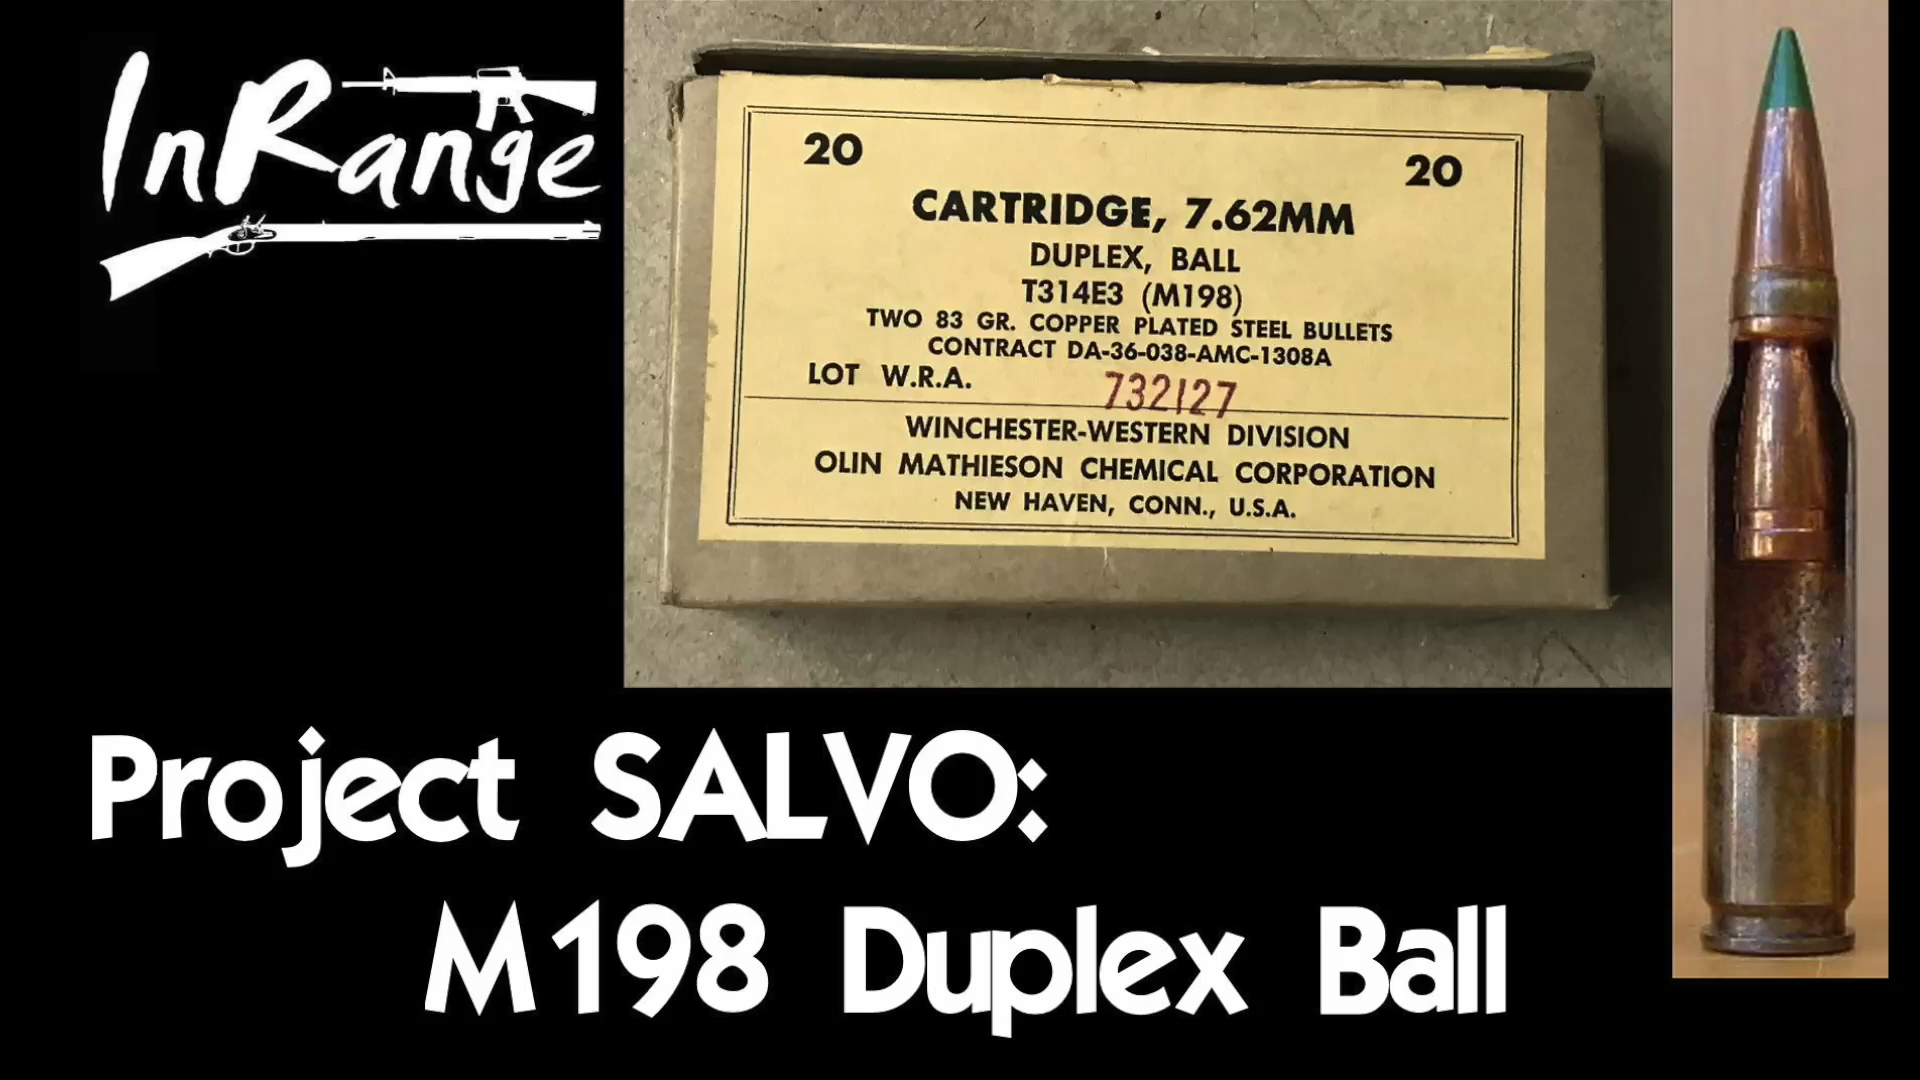 InRange
20 20
CARTRIDGE, 7.62MM
DUPLEX, BALL
T314E3 (M198)
TWO 83 GR. COPPER PLATED STEEL BULLETS
CONTRACT DA-36-038-AMC-1308A
LOT W.R.A. 732127
WINCHESTER-WESTERN DIVISION
OLIN MATHIESON CHEMICAL CORPORATION
NEW HAVEN, CONN., U.S.A.
Project SALVO:
M198 Duplex Ball